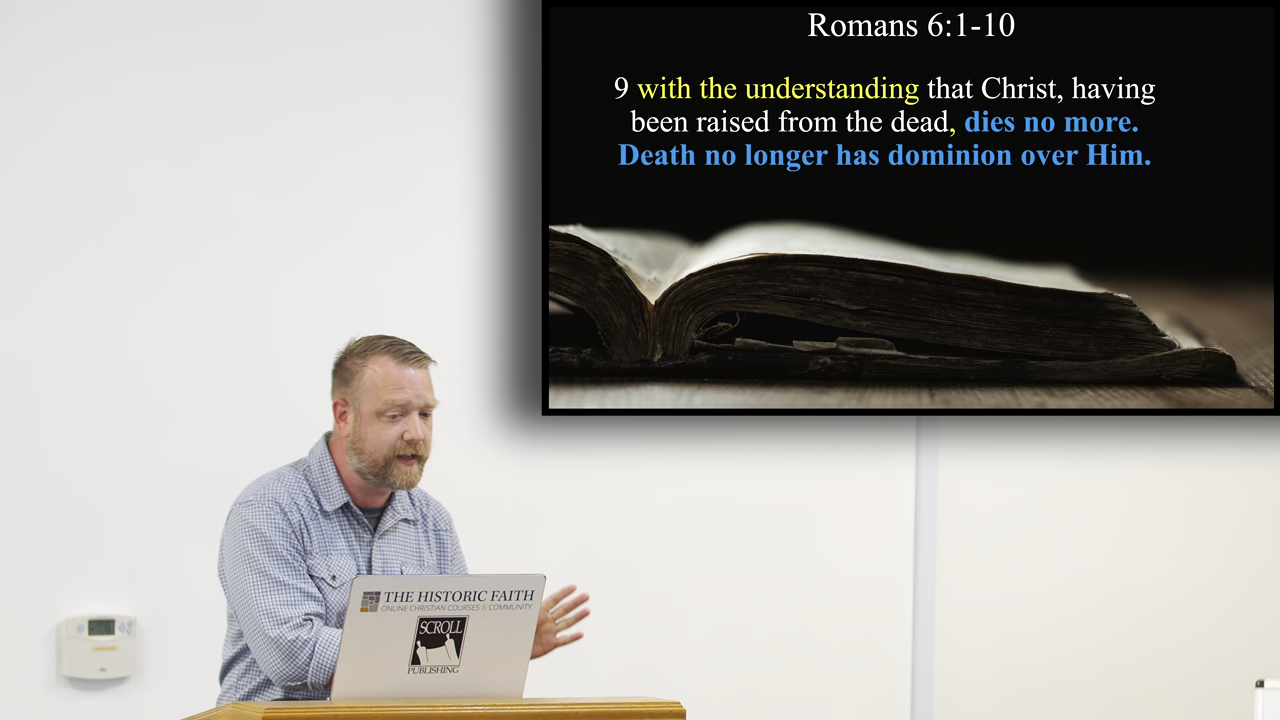 Romans 6:1-10
9 with the understanding that Christ, having
been raised from the dead, dies no more.
Death no longer has dominion over Him.
THE HISTORIC FAITH
ONLINE CHRISTIAN COURSES & COMMUNITY
SCROLL
PUBLISHING